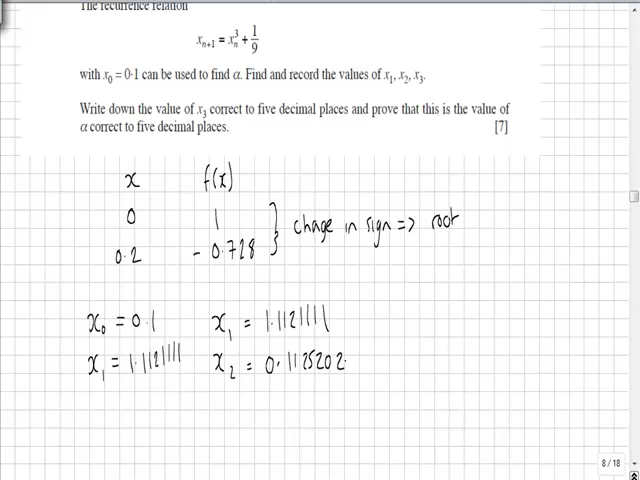 The recurrence relation
xₙ₊₁ = xₙ³ + 1/9
with x₀ = 0·1 can be used to find α. Find and record the values of x₁, x₂, x₃.
Write down the value of x₃ correct to five decimal places and prove that this is the value of
α correct to five decimal places. [7]
x f(x)
0 1
chage in sign => root
0.2 - 0.728
x₀ = 0.1 x₁ = 1.1121111
x₁ = 1.1121111 x₂ = 0.1125202.
8 / 18